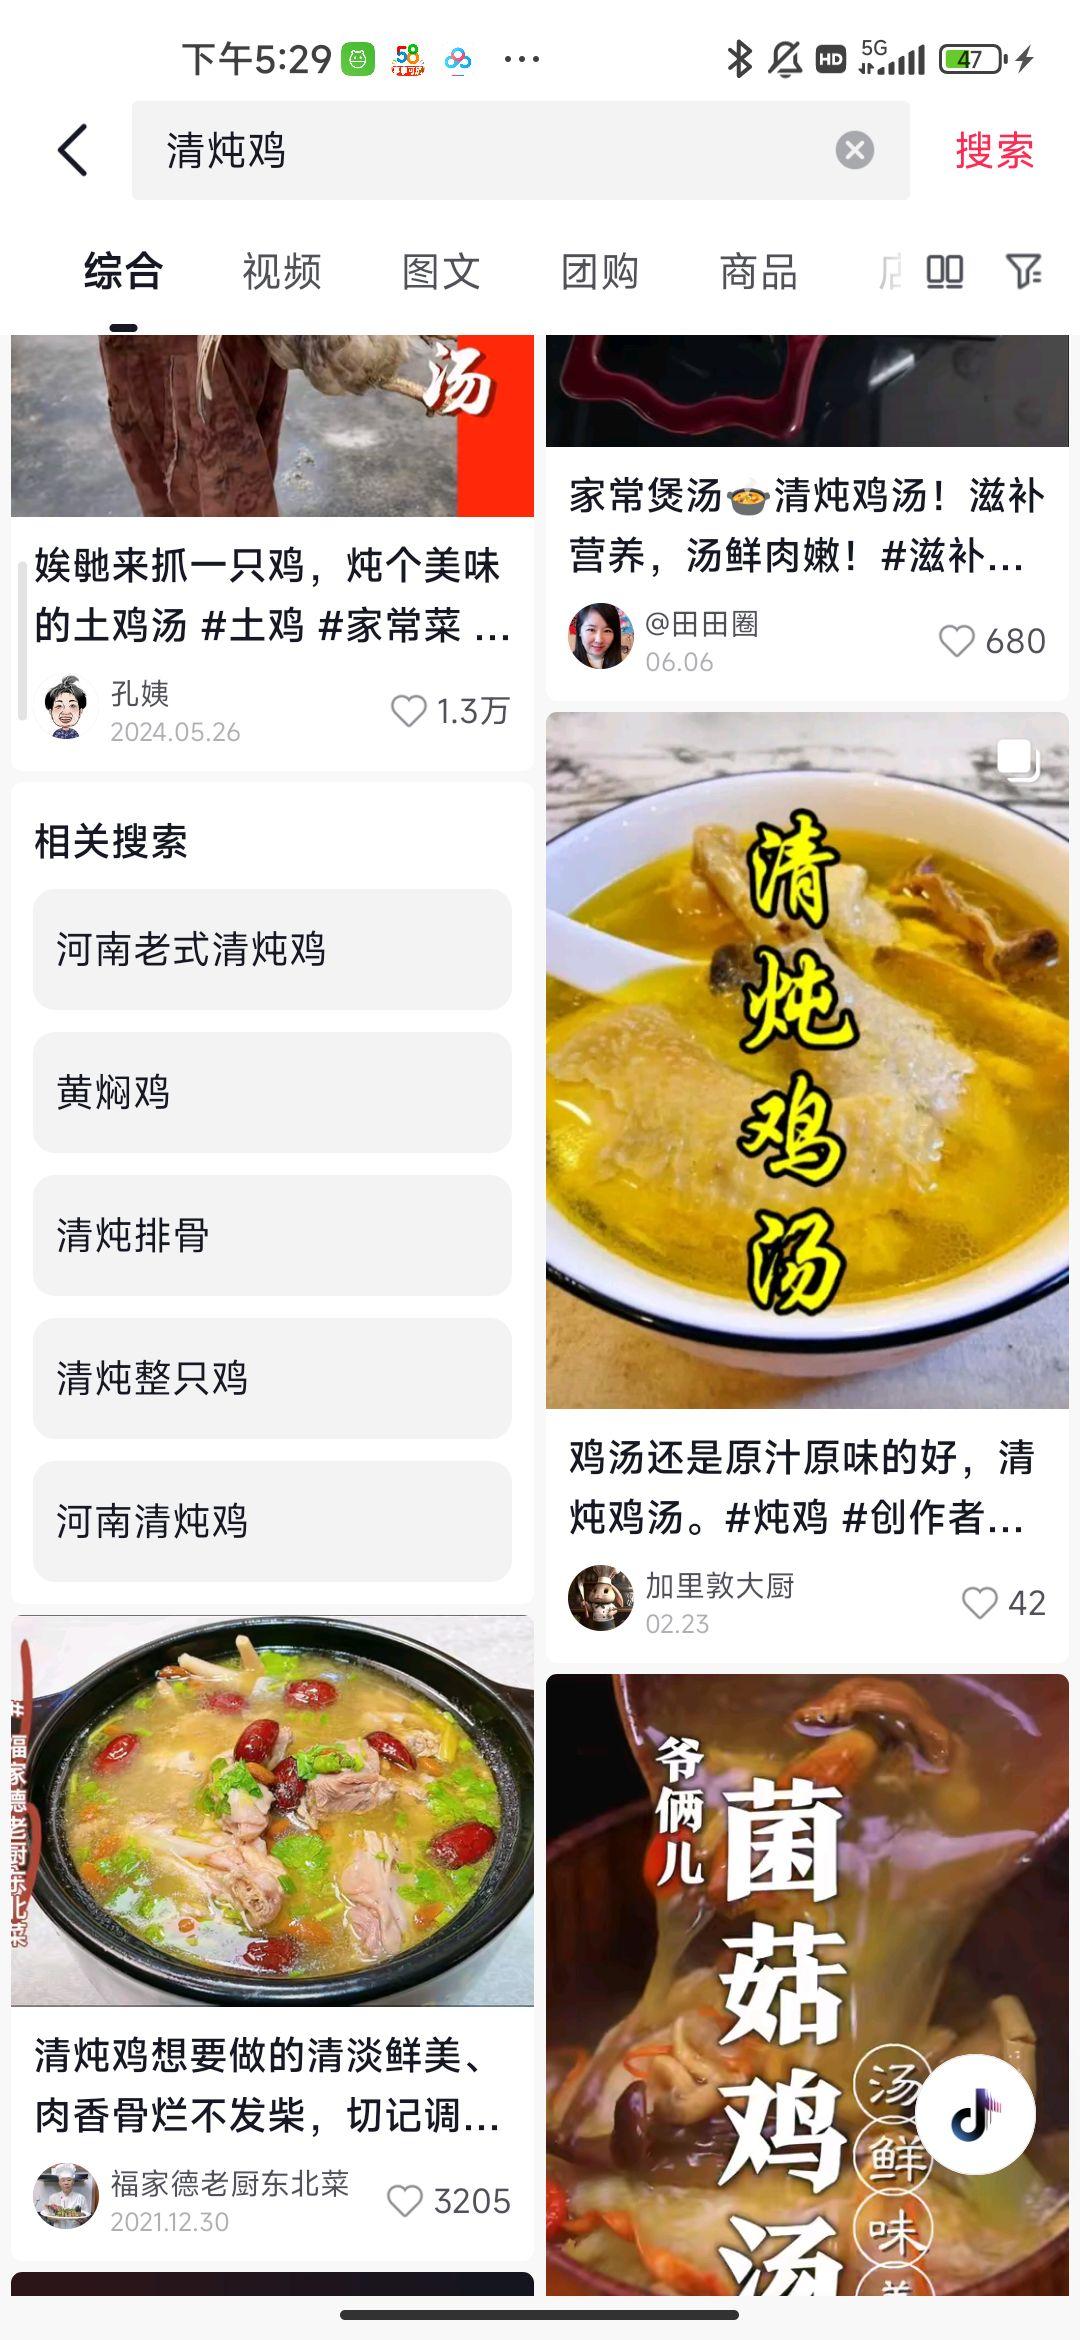 下午5:29
58
HD
5G
47
清炖鸡
搜索
综合
视频
图文
团购
商品
汤
娭毑来抓一只鸡，炖个美味
的土鸡汤 #土鸡 #家常菜 ...
孔姨
2024.05.26
1.3万
相关搜索
河南老式清炖鸡
黄焖鸡
清炖排骨
清炖整只鸡
河南清炖鸡
#福家德老厨东北菜
清炖鸡想要做的清淡鲜美、
肉香骨烂不发柴，切记调...
福家德老厨东北菜
2021.12.30
3205
家常煲汤🍲清炖鸡汤！滋补
营养，汤鲜肉嫩！#滋补...
@田田圈
06.06
680
清炖鸡汤
鸡汤还是原汁原味的好，清
炖鸡汤。#炖鸡 #创作者...
加里敦大厨
02.23
42
爷俩儿
菌菇鸡汤
汤鲜味